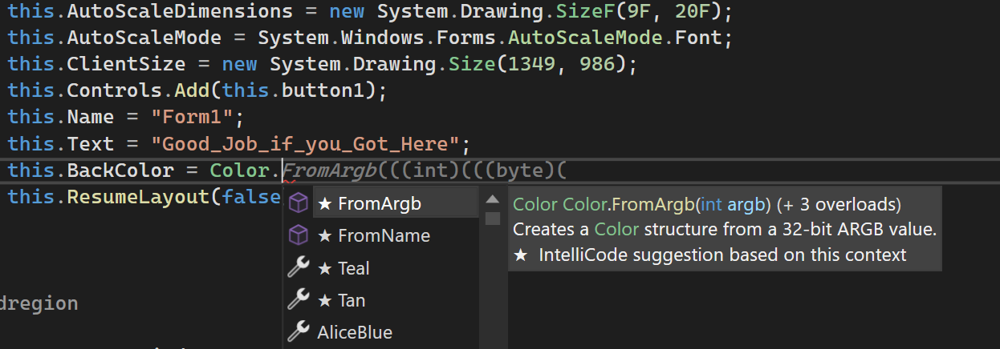 this.AutoScaleDimensions = new System.Drawing.SizeF(9F, 20F);
this.AutoScaleMode = System.Windows.Forms.AutoScaleMode.Font;
this.ClientSize = new System.Drawing.Size(1349, 986);
this.Controls.Add(this.button1);
this.Name = "Form1";
this.Text = "Good_Job_if_you_Got_Here";
this.BackColor = Color.FromArgb(((int)(((byte)(
this.ResumeLayout(false
★ FromArgb
★ FromName
★ Teal
★ Tan
AliceBlue
Color Color.FromArgb(int argb) (+ 3 overloads)
Creates a Color structure from a 32-bit ARGB value.
★ IntelliCode suggestion based on this context
dregion